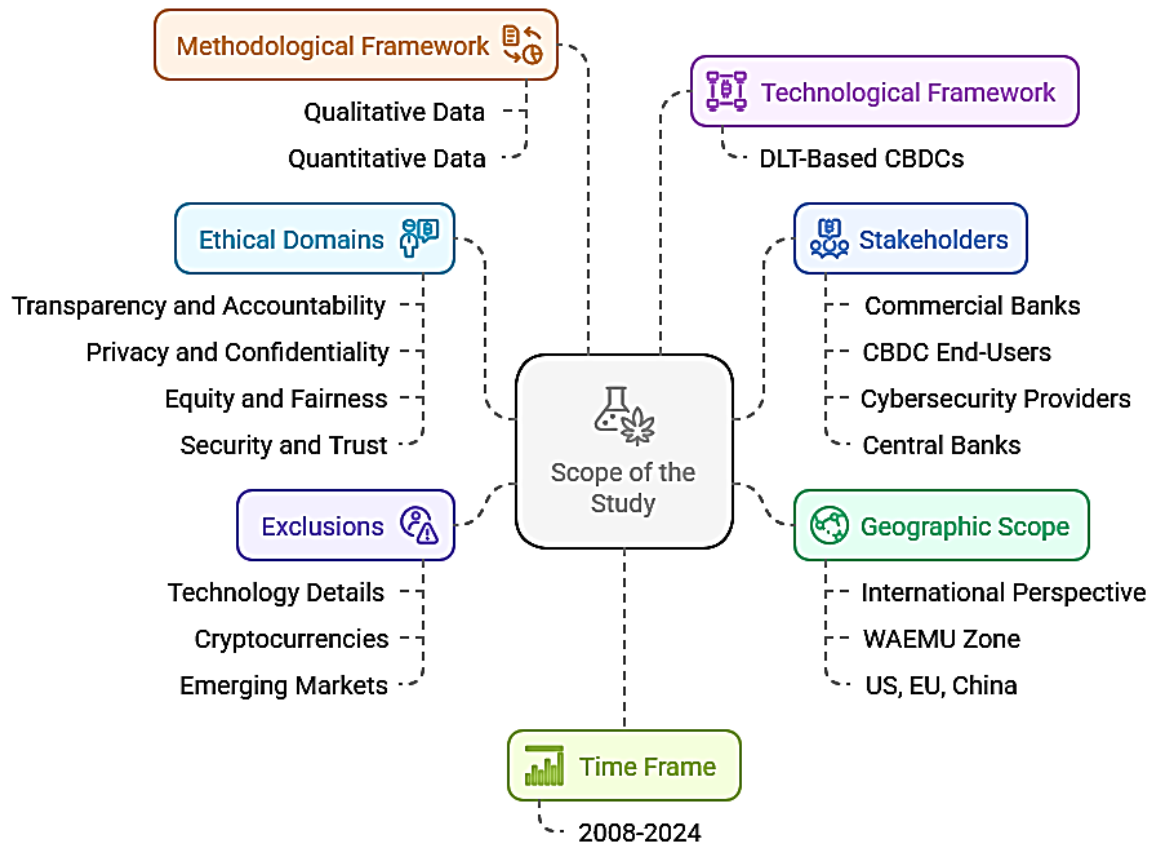 Methodological Framework
Qualitative Data
Quantitative Data
Technological Framework
DLT-Based CBDCs
Ethical Domains
Transparency and Accountability
Privacy and Confidentiality
Equity and Fairness
Security and Trust
Stakeholders
Commercial Banks
CBDC End-Users
Cybersecurity Providers
Central Banks
Scope of the
Study
Exclusions
Technology Details
Cryptocurrencies
Emerging Markets
Geographic Scope
International Perspective
WAEMU Zone
US, EU, China
Time Frame
2008-2024